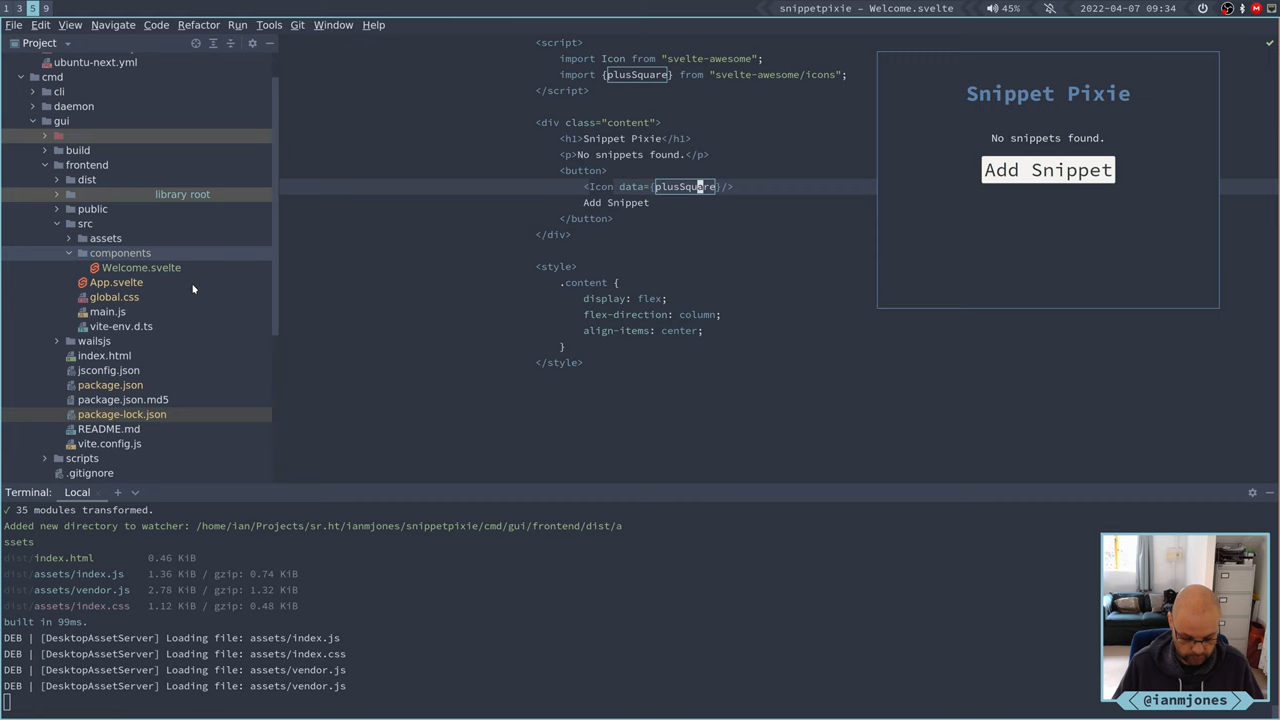 1 3 5 9
snippetpixie – Welcome.svelte
45%
2022-04-07 09:34
File Edit View Navigate Code Refactor Run Tools Git Window Help
Project
ubuntu-next.yml
cmd
cli
daemon
gui
build
frontend
dist
library root
public
src
assets
components
Welcome.svelte
App.svelte
global.css
main.js
vite-env.d.ts
wailsjs
index.html
jsconfig.json
package.json
package.json.md5
package-lock.json
README.md
vite.config.js
scripts
.gitignore
<script>
import Icon from "svelte-awesome";
import {plusSquare} from "svelte-awesome/icons";
</script>
<div class="content">
<h1>Snippet Pixie</h1>
<p>No snippets found.</p>
<button>
<Icon data={plusSquare}/>
Add Snippet
</button>
</div>
<style>
.content {
display: flex;
flex-direction: column;
align-items: center;
}
</style>
Snippet Pixie
No snippets found.
Add Snippet
Terminal: Local
✓ 35 modules transformed.
Added new directory to watcher: /home/ian/Projects/sr.ht/ianmjones/snippetpixie/cmd/gui/frontend/dist/a
ssets
dist/index.html 0.46 KiB
dist/assets/index.js 1.36 KiB / gzip: 0.74 KiB
dist/assets/vendor.js 2.78 KiB / gzip: 1.32 KiB
dist/assets/index.css 1.12 KiB / gzip: 0.48 KiB
built in 99ms.
DEB | [DesktopAssetServer] Loading file: assets/index.js
DEB | [DesktopAssetServer] Loading file: assets/index.css
DEB | [DesktopAssetServer] Loading file: assets/vendor.js
DEB | [DesktopAssetServer] Loading file: assets/vendor.js
@ianmjones